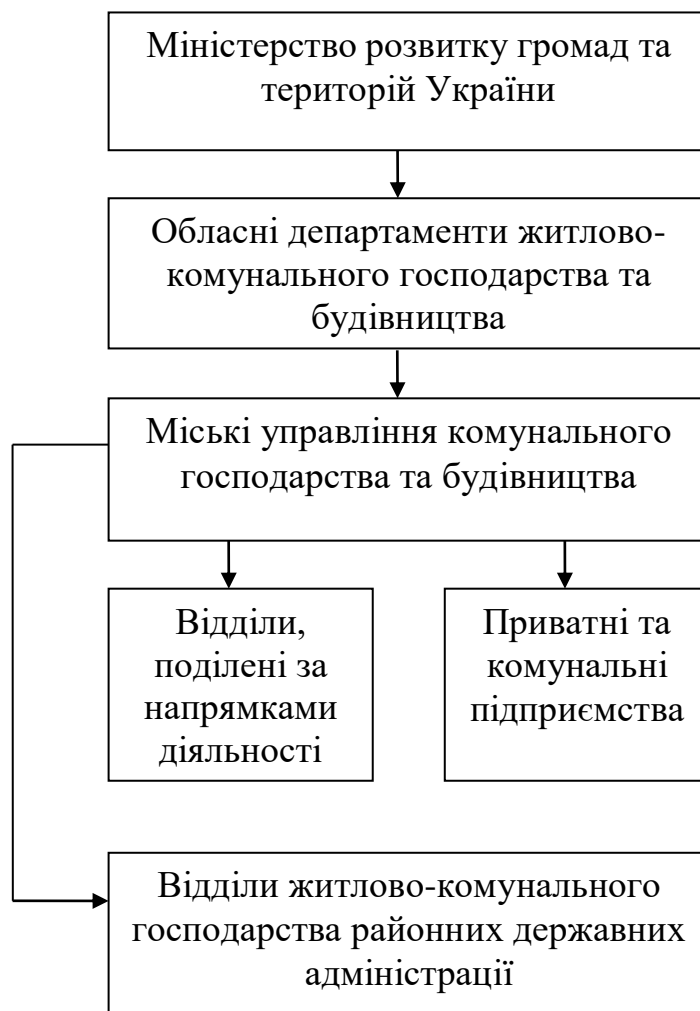 Міністерство розвитку громад та
територій України
Обласні департаменти житлово-
комунального господарства та
будівництва
Міські управління комунального
господарства та будівництва
Відділи,
поділені за
напрямками
діяльності
Приватні та
комунальні
підприємства
Відділи житлово-комунального
господарства районних державних
адміністрації